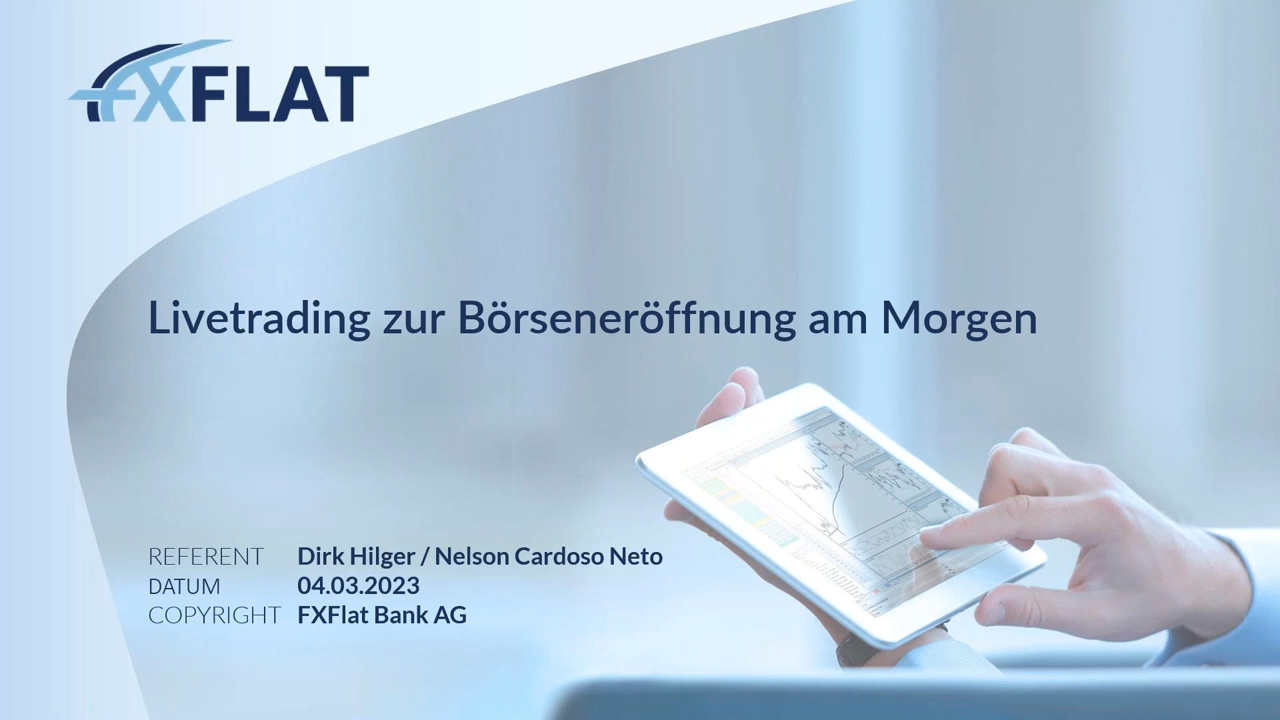 FXFLAT
Livetrading zur Börseneröffnung am Morgen
REFERENT Dirk Hilger / Nelson Cardoso Neto
DATUM 04.03.2023
COPYRIGHT FXFlat Bank AG